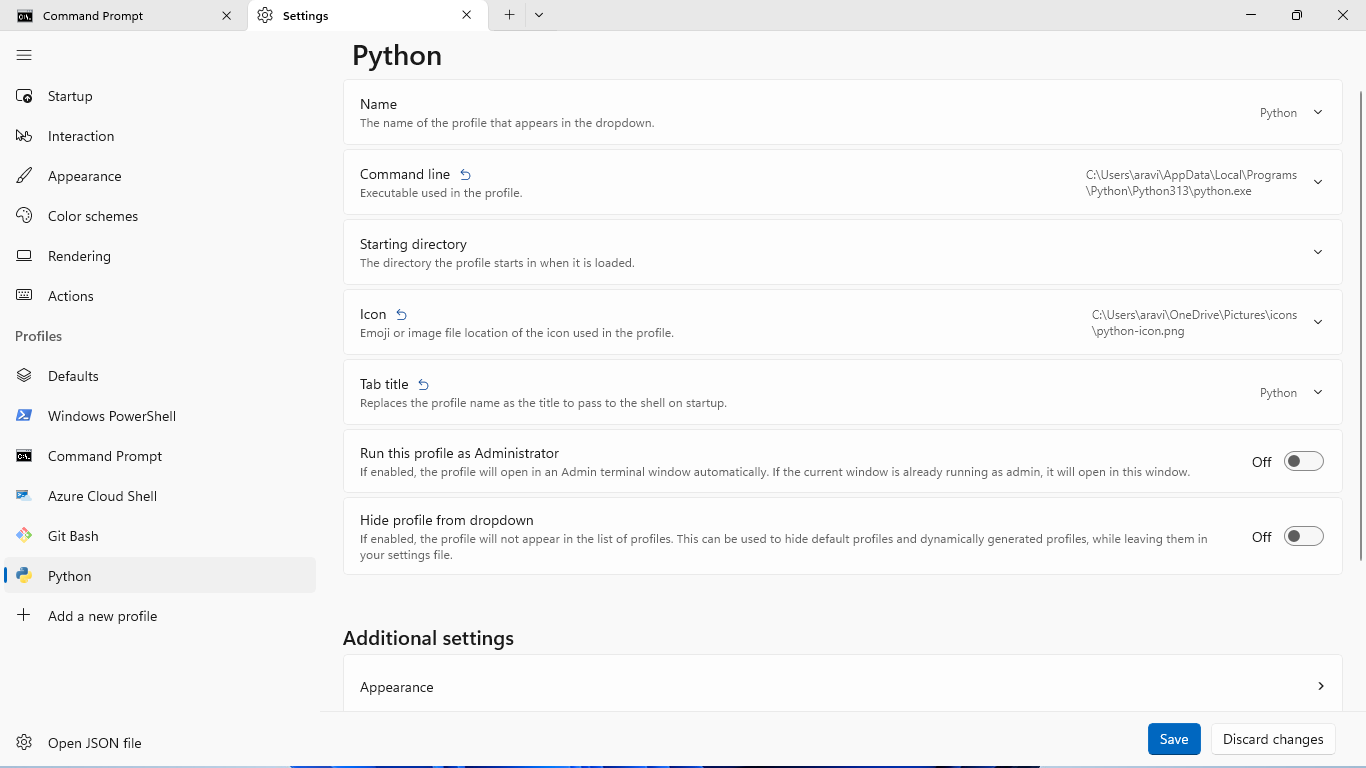 Command Prompt
Settings
Python
Startup
Interaction
Appearance
Color schemes
Rendering
Actions
Profiles
Defaults
Windows PowerShell
Command Prompt
Azure Cloud Shell
Git Bash
Python
Add a new profile
Open JSON file
Name
The name of the profile that appears in the dropdown.
Python
Command line
Executable used in the profile.
C:\Users\aravi\AppData\Local\Programs
\Python\Python313\python.exe
Starting directory
The directory the profile starts in when it is loaded.
Icon
Emoji or image file location of the icon used in the profile.
C:\Users\aravi\OneDrive\Pictures\icons
\python-icon.png
Tab title
Replaces the profile name as the title to pass to the shell on startup.
Python
Run this profile as Administrator
If enabled, the profile will open in an Admin terminal window automatically. If the current window is already running as admin, it will open in this window.
Off
Hide profile from dropdown
If enabled, the profile will not appear in the list of profiles. This can be used to hide default profiles and dynamically generated profiles, while leaving them in
your settings file.
Off
Additional settings
Appearance
Save
Discard changes